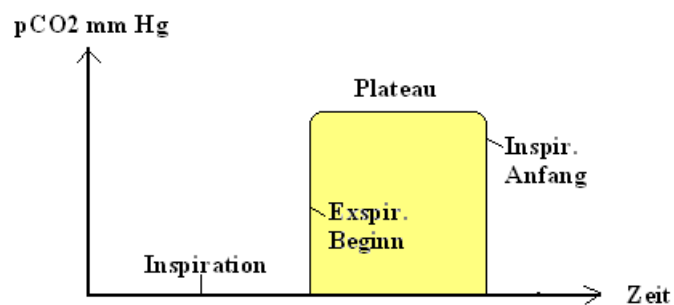 pCO2 mm Hg
Plateau
Inspir.
Anfang
Exspir.
Beginn
Inspiration
Zeit